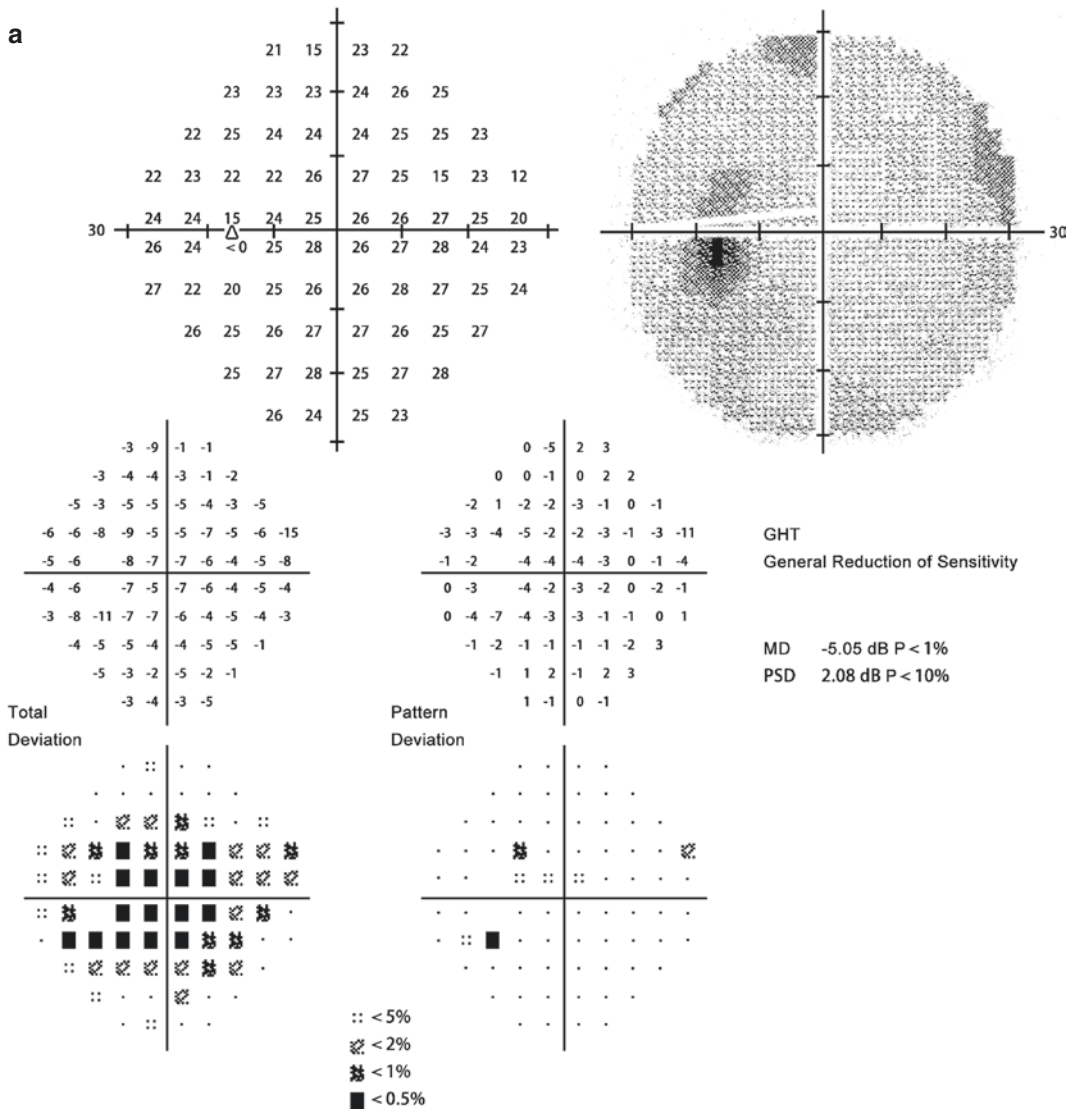 a
21 15 23 22
23 23 23 24 26 25
22 25 24 24 24 25 25 23
22 23 22 22 26 27 25 15 23 12
24 24 15 24 25 26 26 27 25 20
30 30
26 24 <0 25 28 26 27 28 24 23
27 22 20 25 26 26 28 27 25 24
26 25 26 27 27 26 25 27
25 27 28 25 27 28
26 24 25 23
-3 -9 -1 -1
-3 -4 -4 -3 -1 -2
-5 -3 -5 -5 -5 -4 -3 -5
-6 -6 -8 -9 -5 -5 -7 -5 -6 -15
-5 -6 -8 -7 -7 -6 -4 -5 -8
-4 -6 -7 -5 -7 -6 -4 -5 -4
-3 -8 -11 -7 -7 -6 -4 -5 -4 -3
-4 -5 -5 -4 -4 -5 -5 -1
-5 -3 -2 -5 -2 -1
-3 -4 -3 -5
Total
Deviation
0 -5 2 3
0 0 -1 0 2 2
-2 1 -2 -2 -3 -1 0 -1
-3 -3 -4 -5 -2 -2 -3 -1 -3 -11
-1 -2 -4 -4 -4 -3 0 -1 -4
0 -3 -4 -2 -3 -2 0 -2 -1
0 -4 -7 -4 -3 -3 -1 -1 0 1
-1 -2 -1 -1 -1 -1 -2 3
-1 1 2 -1 2 3
1 -1 0 -1
Pattern
Deviation
GHT
General Reduction of Sensitivity
MD -5.05 dB P < 1%
PSD 2.08 dB P < 10%
< 5%
< 2%
< 1%
< 0.5%